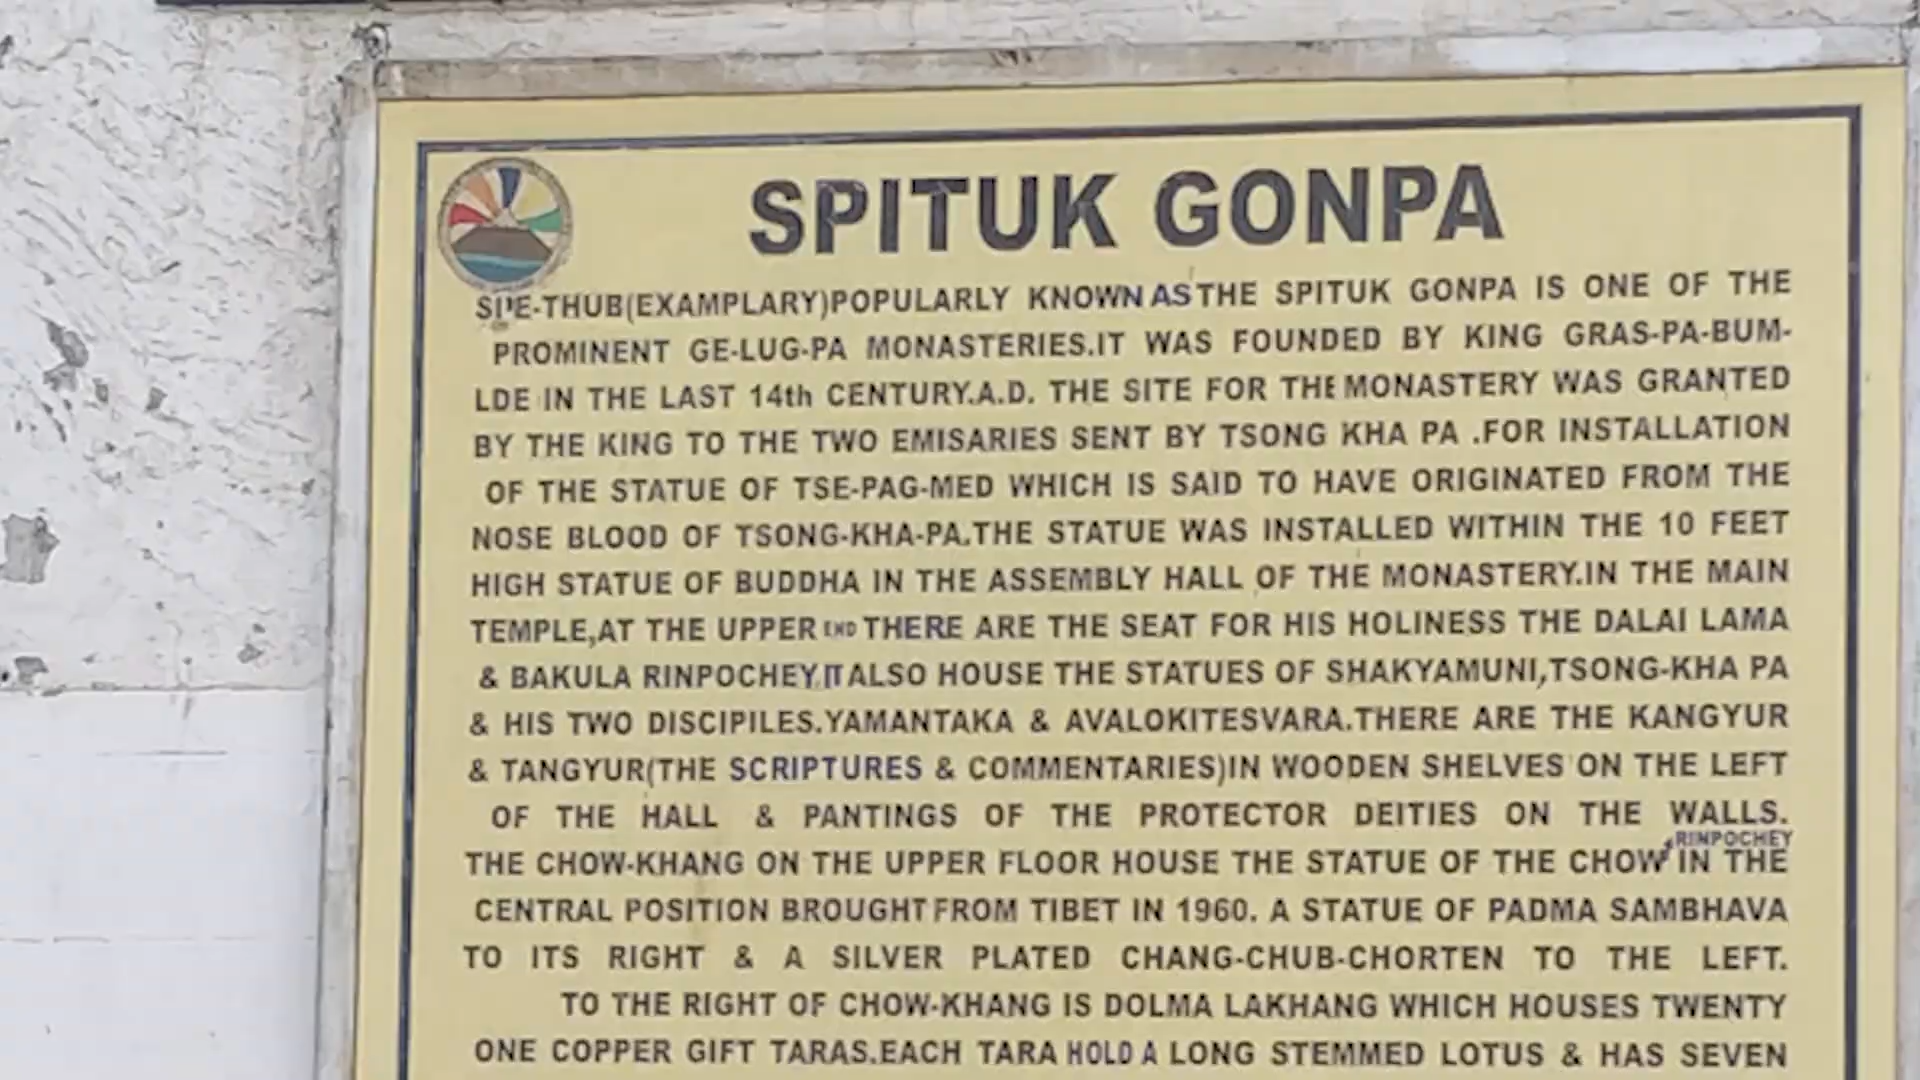 SPITUK GONPA
SPE-THUB(EXAMPLARY)POPULARLY KNOWN AS THE SPITUK GONPA IS ONE OF THE
PROMINENT GE-LUG-PA MONASTERIES.IT WAS FOUNDED BY KING GRAS-PA-BUM-
LDE IN THE LAST 14th CENTURY.A.D. THE SITE FOR THE MONASTERY WAS GRANTED
BY THE KING TO THE TWO EMISARIES SENT BY TSONG KHA PA .FOR INSTALLATION
OF THE STATUE OF TSE-PAG-MED WHICH IS SAID TO HAVE ORIGINATED FROM THE
NOSE BLOOD OF TSONG-KHA-PA.THE STATUE WAS INSTALLED WITHIN THE 10 FEET
HIGH STATUE OF BUDDHA IN THE ASSEMBLY HALL OF THE MONASTERY.IN THE MAIN
TEMPLE,AT THE UPPER END THERE ARE THE SEAT FOR HIS HOLINESS THE DALAI LAMA
& BAKULA RINPOCHEY.IT ALSO HOUSE THE STATUES OF SHAKYAMUNI,TSONG-KHA PA
& HIS TWO DISCIPILES.YAMANTAKA & AVALOKITESVARA.THERE ARE THE KANGYUR
& TANGYUR(THE SCRIPTURES & COMMENTARIES)IN WOODEN SHELVES ON THE LEFT
OF THE HALL & PANTINGS OF THE PROTECTOR DEITIES ON THE WALLS.
THE CHOW-KHANG ON THE UPPER FLOOR HOUSE THE STATUE OF THE CHOW RINPOCHEY IN THE
CENTRAL POSITION BROUGHT FROM TIBET IN 1960. A STATUE OF PADMA SAMBHAVA
TO ITS RIGHT & A SILVER PLATED CHANG-CHUB-CHORTEN TO THE LEFT.
TO THE RIGHT OF CHOW-KHANG IS DOLMA LAKHANG WHICH HOUSES TWENTY
ONE COPPER GIFT TARAS.EACH TARA HOLD A LONG STEMMED LOTUS & HAS SEVEN